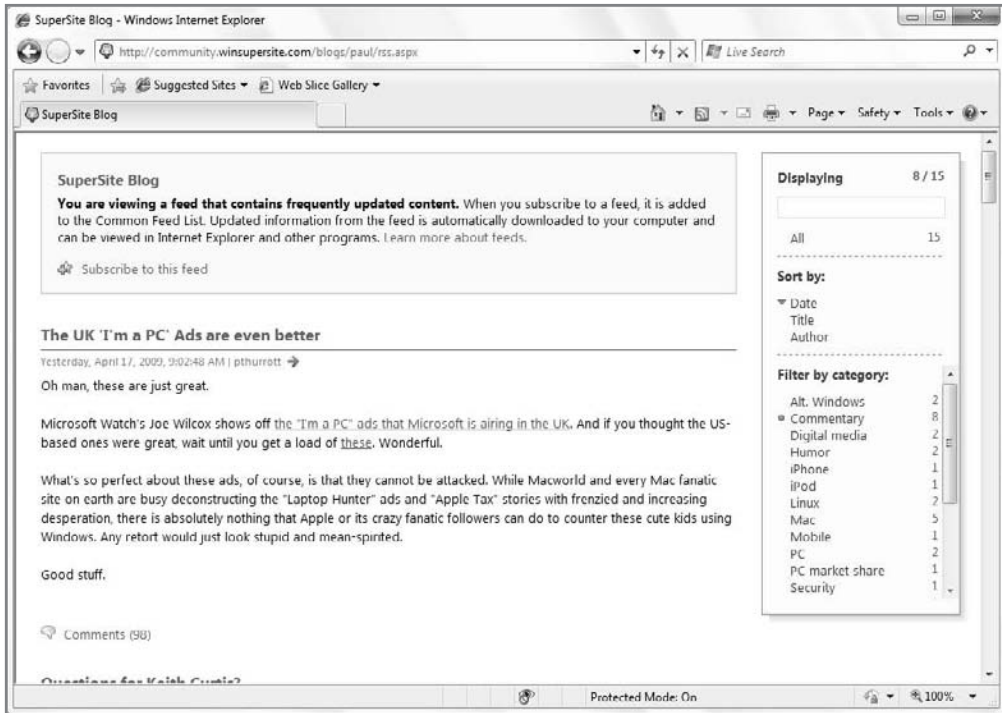 SuperSite Blog - Windows Internet Explorer
http://community.winsupersite.com/blogs/paul/rss.aspx
Live Search
Favorites
Suggested Sites
Web Slice Gallery
SuperSite Blog
Page
Safety
Tools
SuperSite Blog
You are viewing a feed that contains frequently updated content. When you subscribe to a feed, it is added
to the Common Feed List. Updated information from the feed is automatically downloaded to your computer and
can be viewed in Internet Explorer and other programs. Learn more about feeds.
Subscribe to this feed
The UK 'I'm a PC' Ads are even better
Yesterday, April 17, 2009, 9:02:48 AM | pthurrott
Oh man, these are just great.
Microsoft Watch's Joe Wilcox shows off the "I'm a PC" ads that Microsoft is airing in the UK. And if you thought the US-
based ones were great, wait until you get a load of these. Wonderful.
What's so perfect about these ads, of course, is that they cannot be attacked. While Macworld and every Mac fanatic
site on earth are busy deconstructing the "Laptop Hunter" ads and "Apple Tax" stories with frenzied and increasing
desperation, there is absolutely nothing that Apple or its crazy fanatic followers can do to counter these cute kids using
Windows. Any retort would just look stupid and mean-spirited.
Good stuff.
Comments (98)
Questions for Keith Curtis?
Displaying 8 / 15
All 15
Sort by:
Date
Title
Author
Filter by category:
Alt. Windows 2
Commentary 8
Digital media 2
Humor 2
iPhone 1
iPod 1
Linux 2
Mac 5
Mobile 1
PC 2
PC market share 1
Security 1
Protected Mode: On
100%